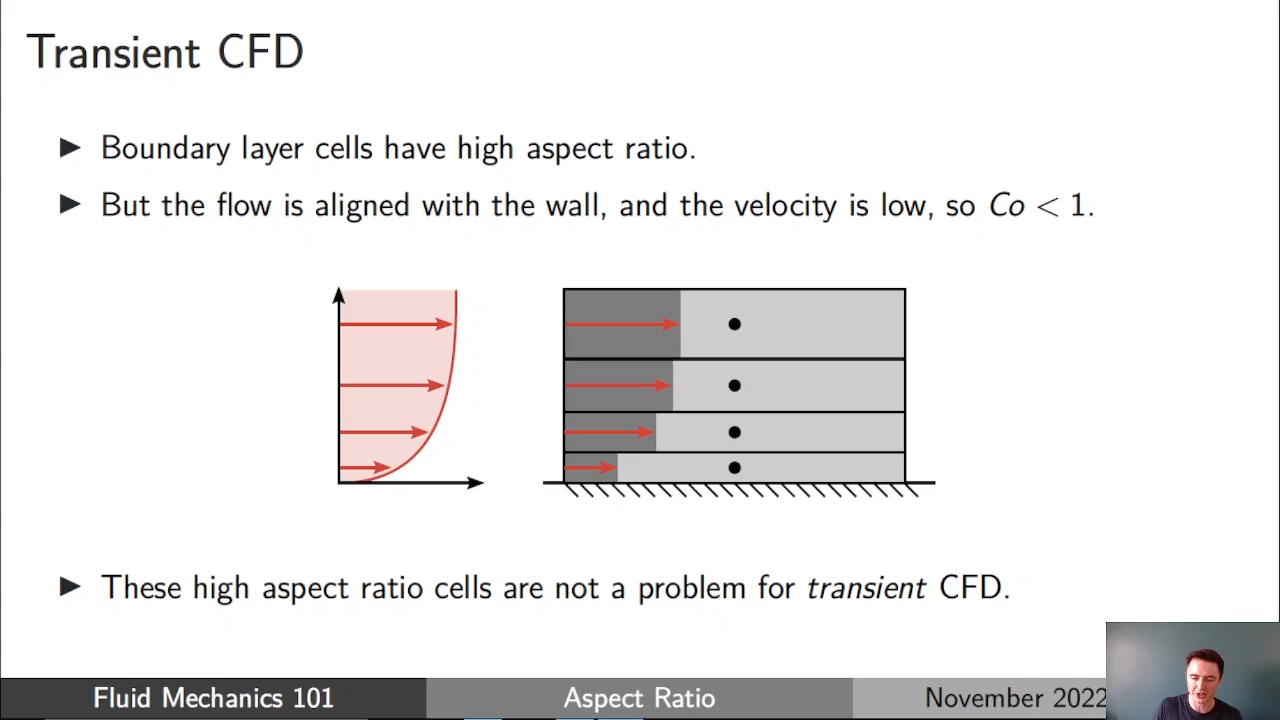 Transient CFD
▶ Boundary layer cells have high aspect ratio.
▶ But the flow is aligned with the wall, and the velocity is low, so Co < 1.
▶ These high aspect ratio cells are not a problem for transient CFD.
Fluid Mechanics 101
Aspect Ratio
November 2022